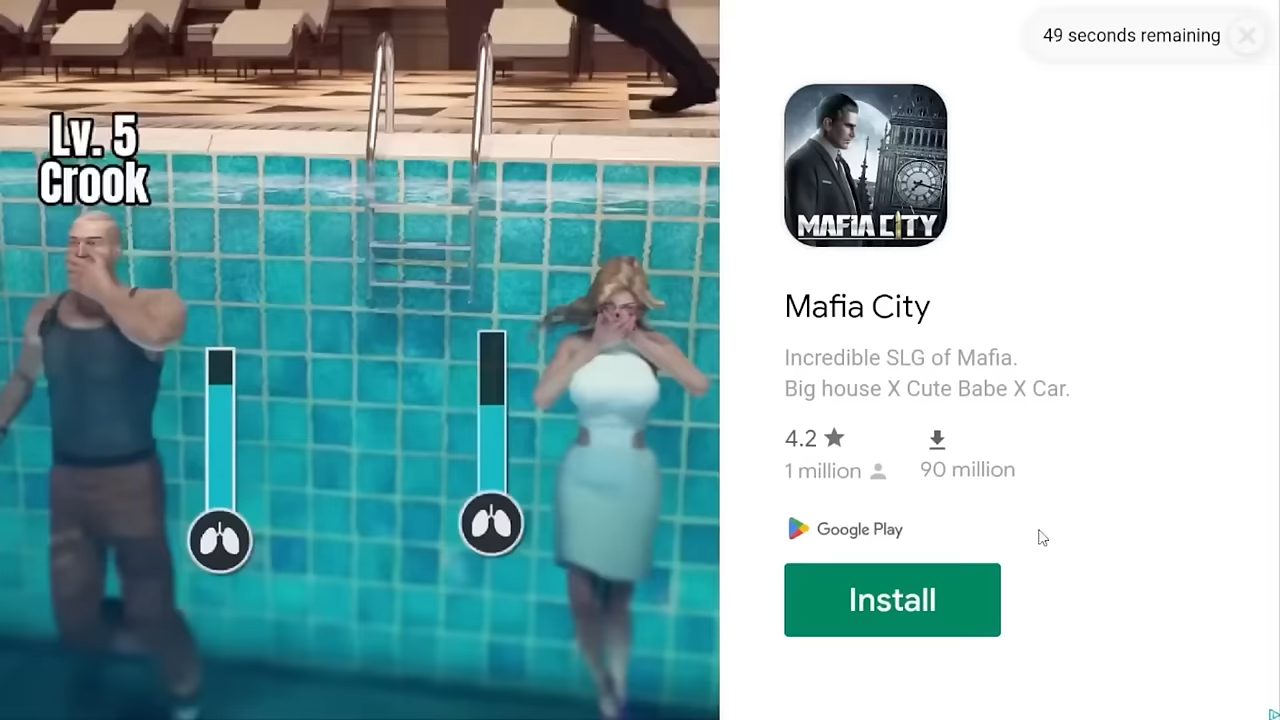 Lv. 5
Crook
49 seconds remaining
MAFIA CITY
Mafia City
Incredible SLG of Mafia.
Big house X Cute Babe X Car.
4.2
1 million
90 million
Google Play
Install